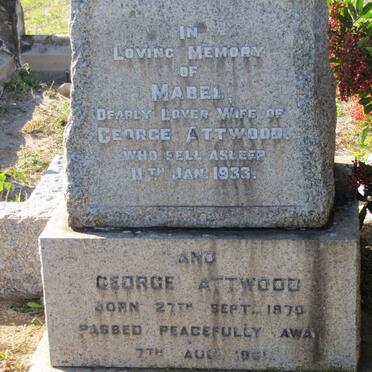 IN
LOVING MEMORY
OF
MABEL,
DEARLY LOVED WIFE OF
GEORGE ATTWOOD.
WHO FELL ASLEEP
11TH JAN. 1933.
AND
GEORGE ATTWOOD
BORN 27TH SEPT. 1870
PASSED PEACEFULLY AWAY
7TH AUG.